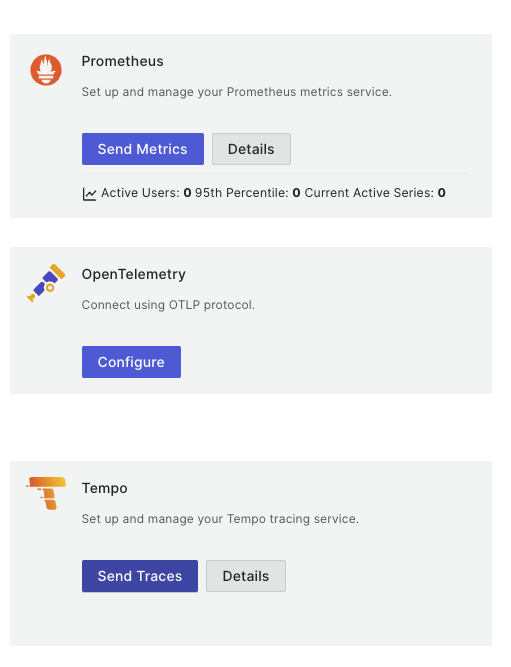 Prometheus
Set up and manage your Prometheus metrics service.
Send Metrics Details
Active Users: 0 95th Percentile: 0 Current Active Series: 0
OpenTelemetry
Connect using OTLP protocol.
Configure
Tempo
Set up and manage your Tempo tracing service.
Send Traces Details